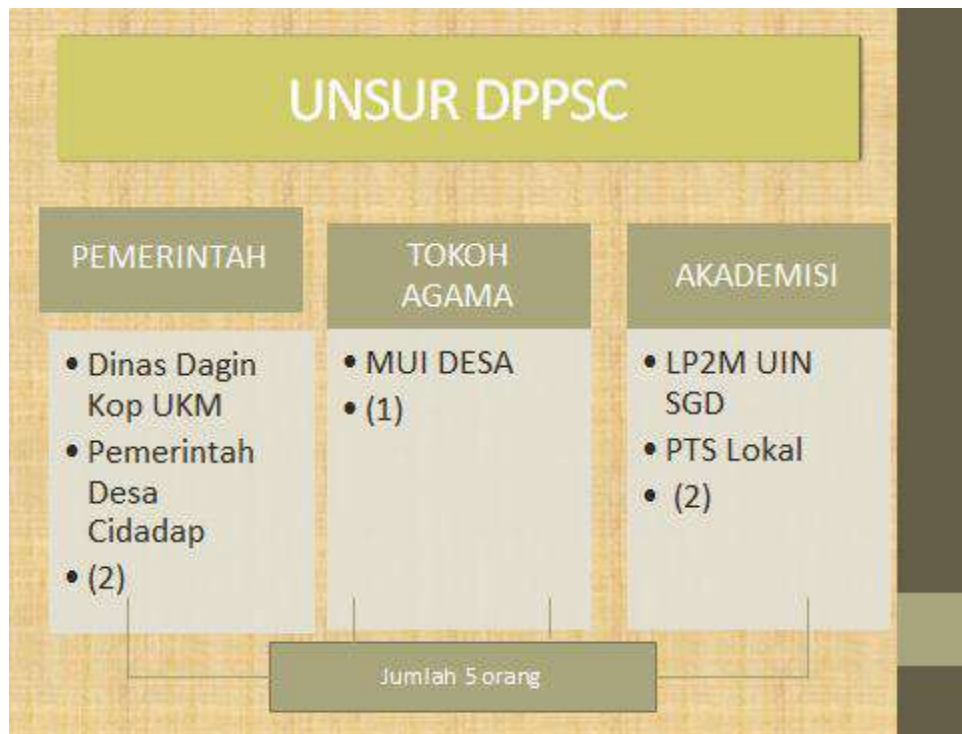 UNSUR DPPSC
PEMERINTAH
• Dinas Dagin
Kop UKM
• Pemerintah
Desa
Cidadap
• (2)
TOKOH
AGAMA
• MUI DESA
• (1)
AKADEMISI
• LP2M UIN
SGD
• PTS Lokal
• (2)
Jumlah 5 orang